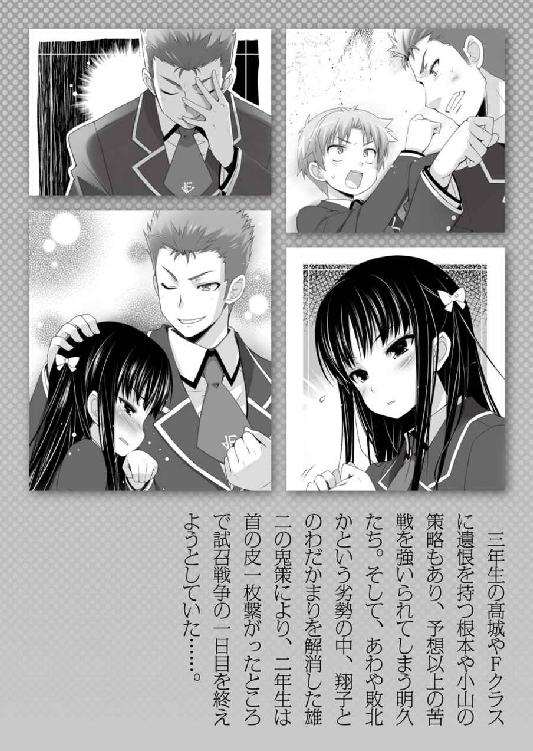 三年生の髙城やＦクラス
に遺恨を持つ根本や小山の
策略もあり、予想以上の苦
戦を強いられてしまう明久
たち。そして、あわや敗北
かという劣勢の中、翔子と
のわだかまりを解消した雄
二の鬼策により、二年生は
首の皮一枚繋がったところ
で試召戦争の一日目を終え
ようとしていた……。